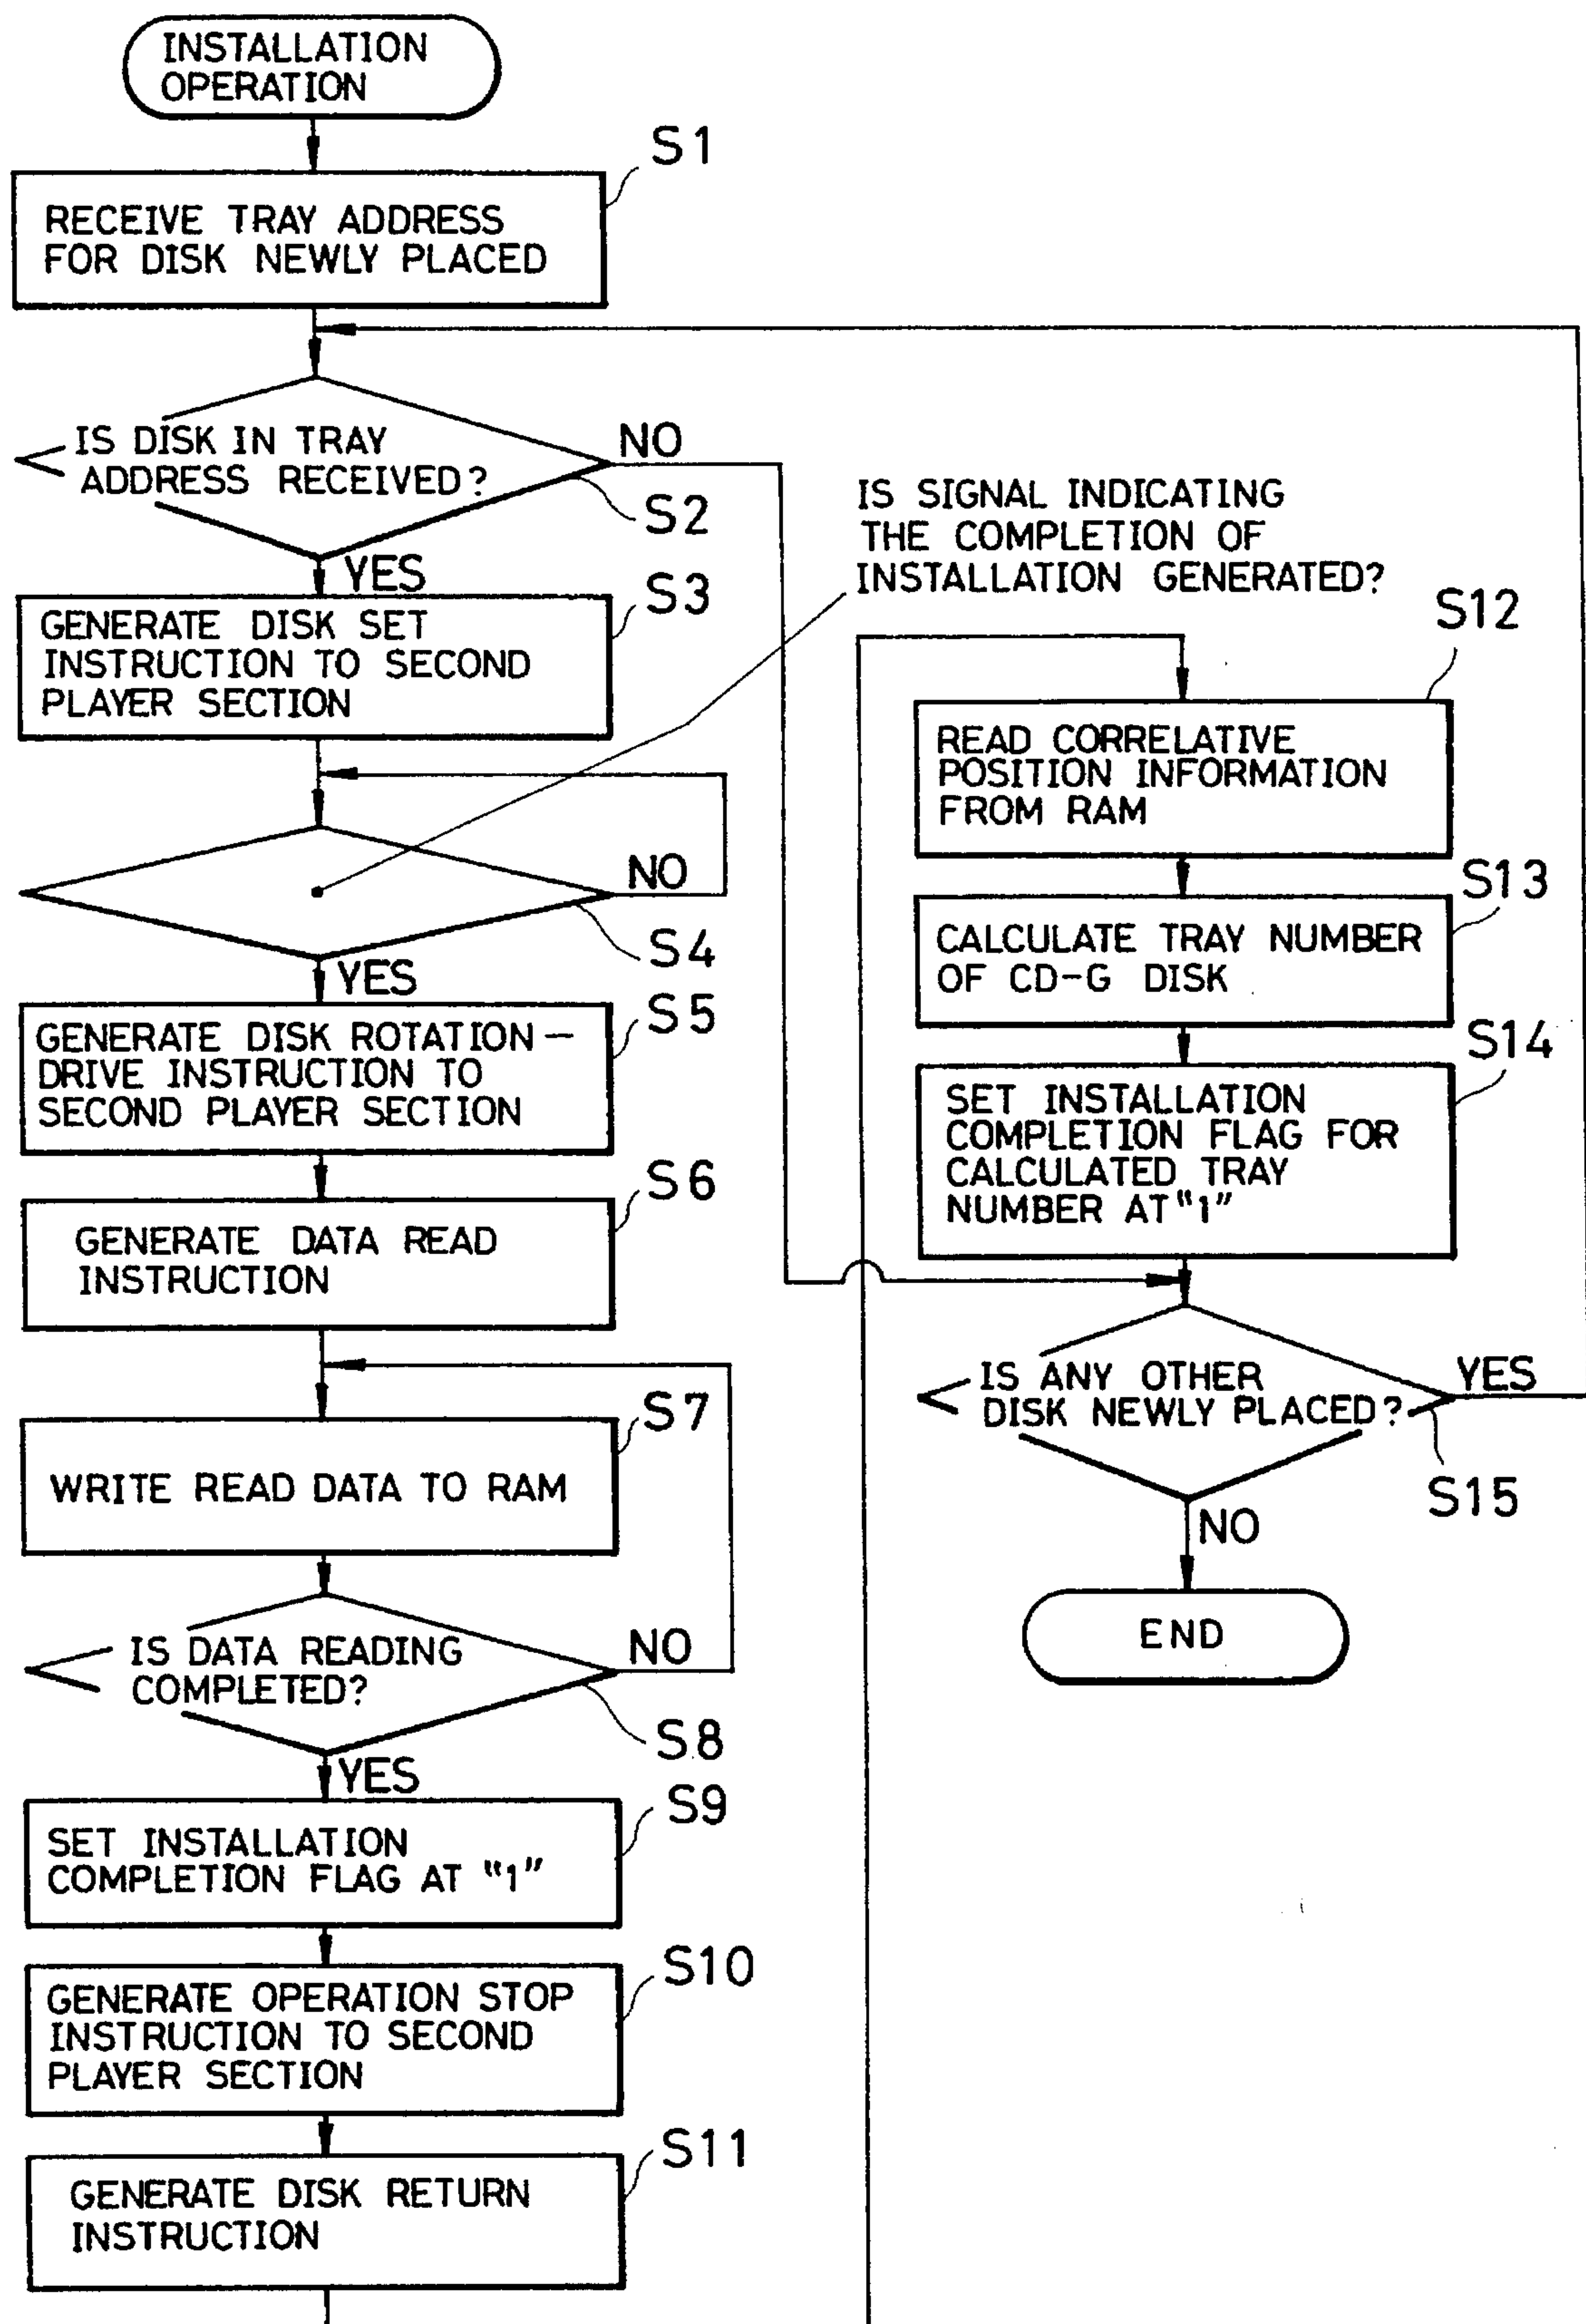 INSTALLATION
OPERATION
S1
RECEIVE TRAY ADDRESS
FOR DISK NEWLY PLACED
IS DISK IN TRAY
ADDRESS RECEIVED?
NO
S2
YES
S3
GENERATE DISK SET
INSTRUCTION TO SECOND
PLAYER SECTION
IS SIGNAL INDICATING
THE COMPLETION OF
INSTALLATION GENERATED?
NO
S4
YES
S5
GENERATE DISK ROTATION-
DRIVE INSTRUCTION TO
SECOND PLAYER SECTION
S6
GENERATE DATA READ
INSTRUCTION
S7
WRITE READ DATA TO RAM
IS DATA READING
COMPLETED?
NO
S8
YES
S9
SET INSTALLATION
COMPLETION FLAG AT "1"
S10
GENERATE OPERATION STOP
INSTRUCTION TO SECOND
PLAYER SECTION
S11
GENERATE DISK RETURN
INSTRUCTION
S12
READ CORRELATIVE
POSITION INFORMATION
FROM RAM
S13
CALCULATE TRAY NUMBER
OF CD-G DISK
S14
SET INSTALLATION
COMPLETION FLAG FOR
CALCULATED TRAY
NUMBER AT "1"
IS ANY OTHER
DISK NEWLY PLACED?
YES
S15
NO
END